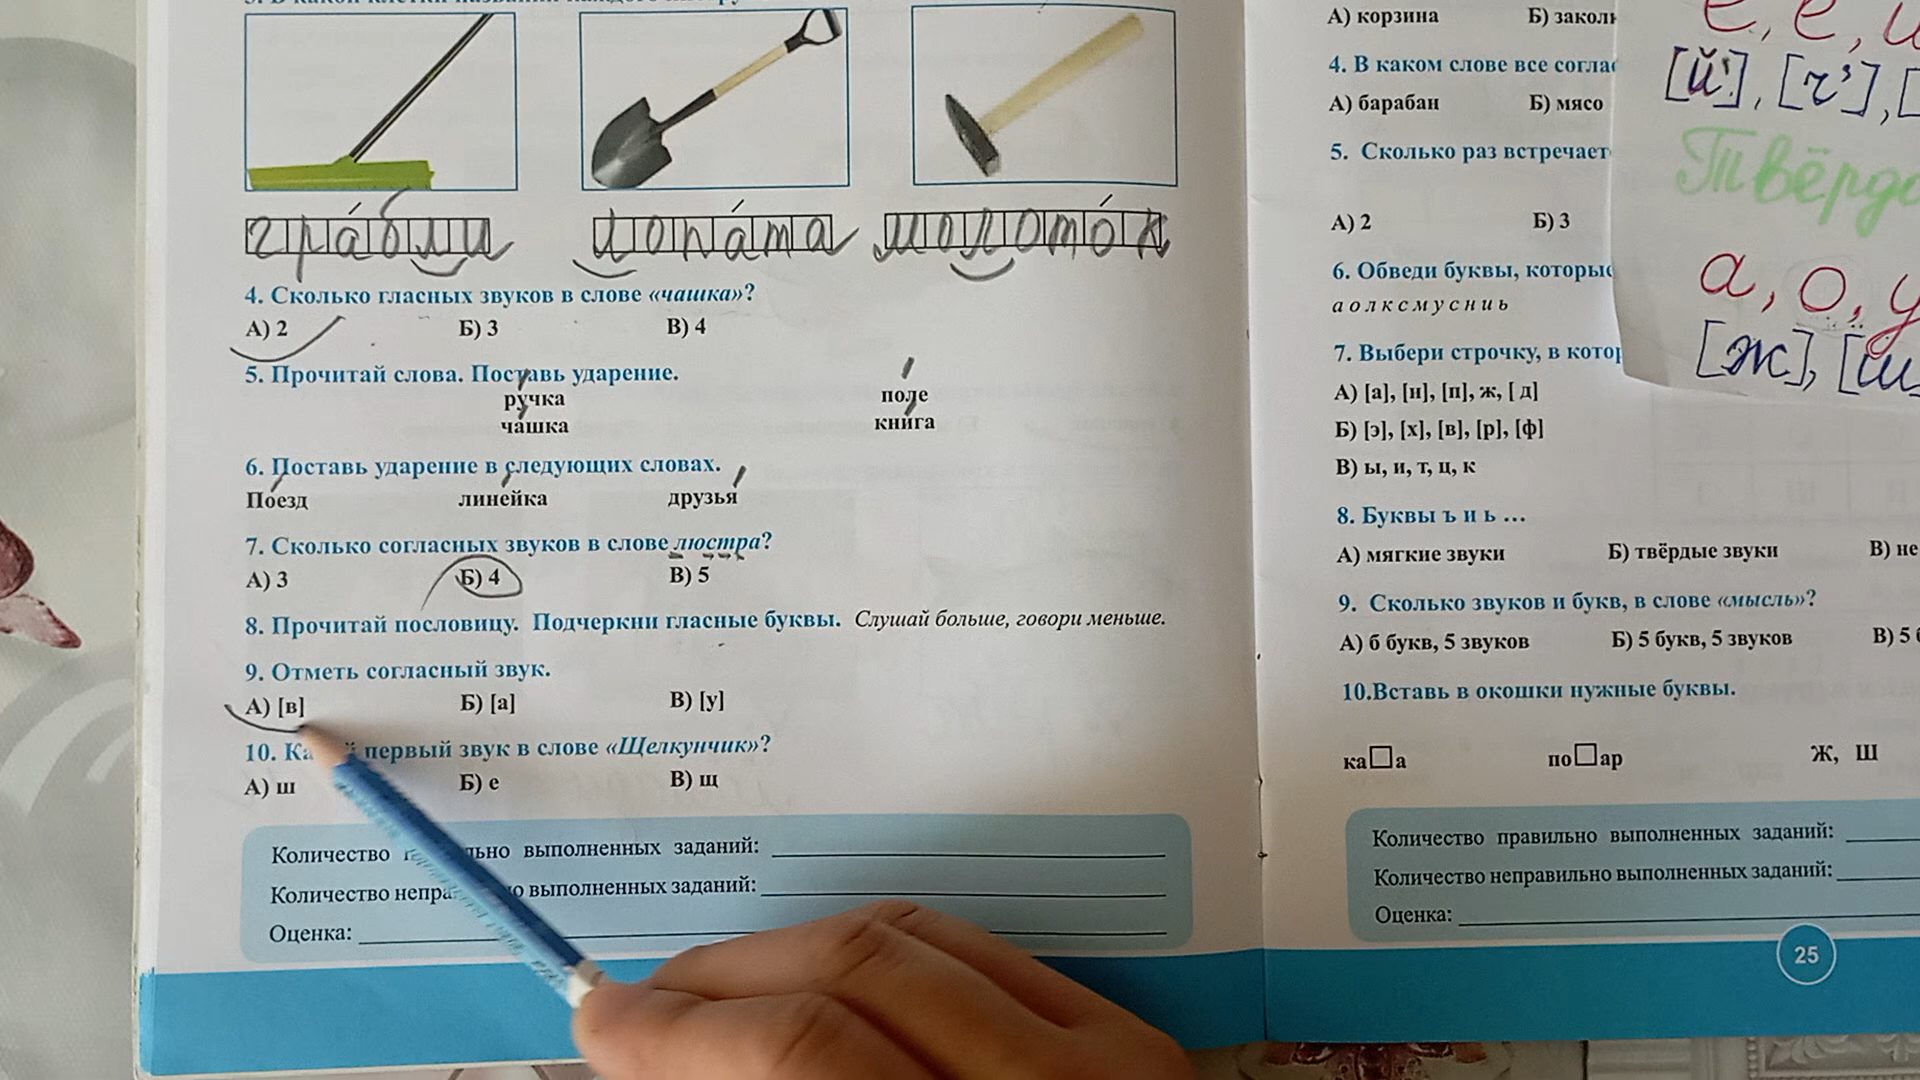 грабли лопата молоток
4. Сколько гласных звуков в слове «чашка»?
А) 2 Б) 3 В) 4
5. Прочитай слова. Поставь ударение.
ручка поле
чашка книга
6. Поставь ударение в следующих словах.
Поезд линейка друзья
7. Сколько согласных звуков в слове люстра?
А) 3 Б) 4 В) 5
8. Прочитай пословицу. Подчеркни гласные буквы. Слушай больше, говори меньше.
9. Отметь согласный звук.
А) [в] Б) [а] В) [у]
10. первый звук в слове «Щелкунчик»?
А) ш Б) е В) щ
Количество выполненных заданий:
Количество выполненных заданий:
Оценка:
А) корзина Б)
4. В каком слове все
А) барабан Б) мясо
5. Сколько раз
А) 2 Б) 3
6. Обведи буквы, которые
а о л к с м у с н и ь
7. Выбери строчку, в
А) [а], [н], [п], ж, [ д]
Б) [э], [х], [в], [р], [ф]
В) ы, и, т, ц, к
8. Буквы ъ и ь ...
А) мягкие звуки Б) твёрдые звуки В) не
9. Сколько звуков и букв, в слове «мысль»?
А) 6 букв, 5 звуков Б) 5 букв, 5 звуков В) 5
10.Вставь в окошки нужные буквы.
ка□а по□ар Ж, Ш
Количество правильно выполненных заданий:
Количество неправильно выполненных заданий:
Оценка:
25
[й'], [ч'],
а, о, у
[ж], [ш